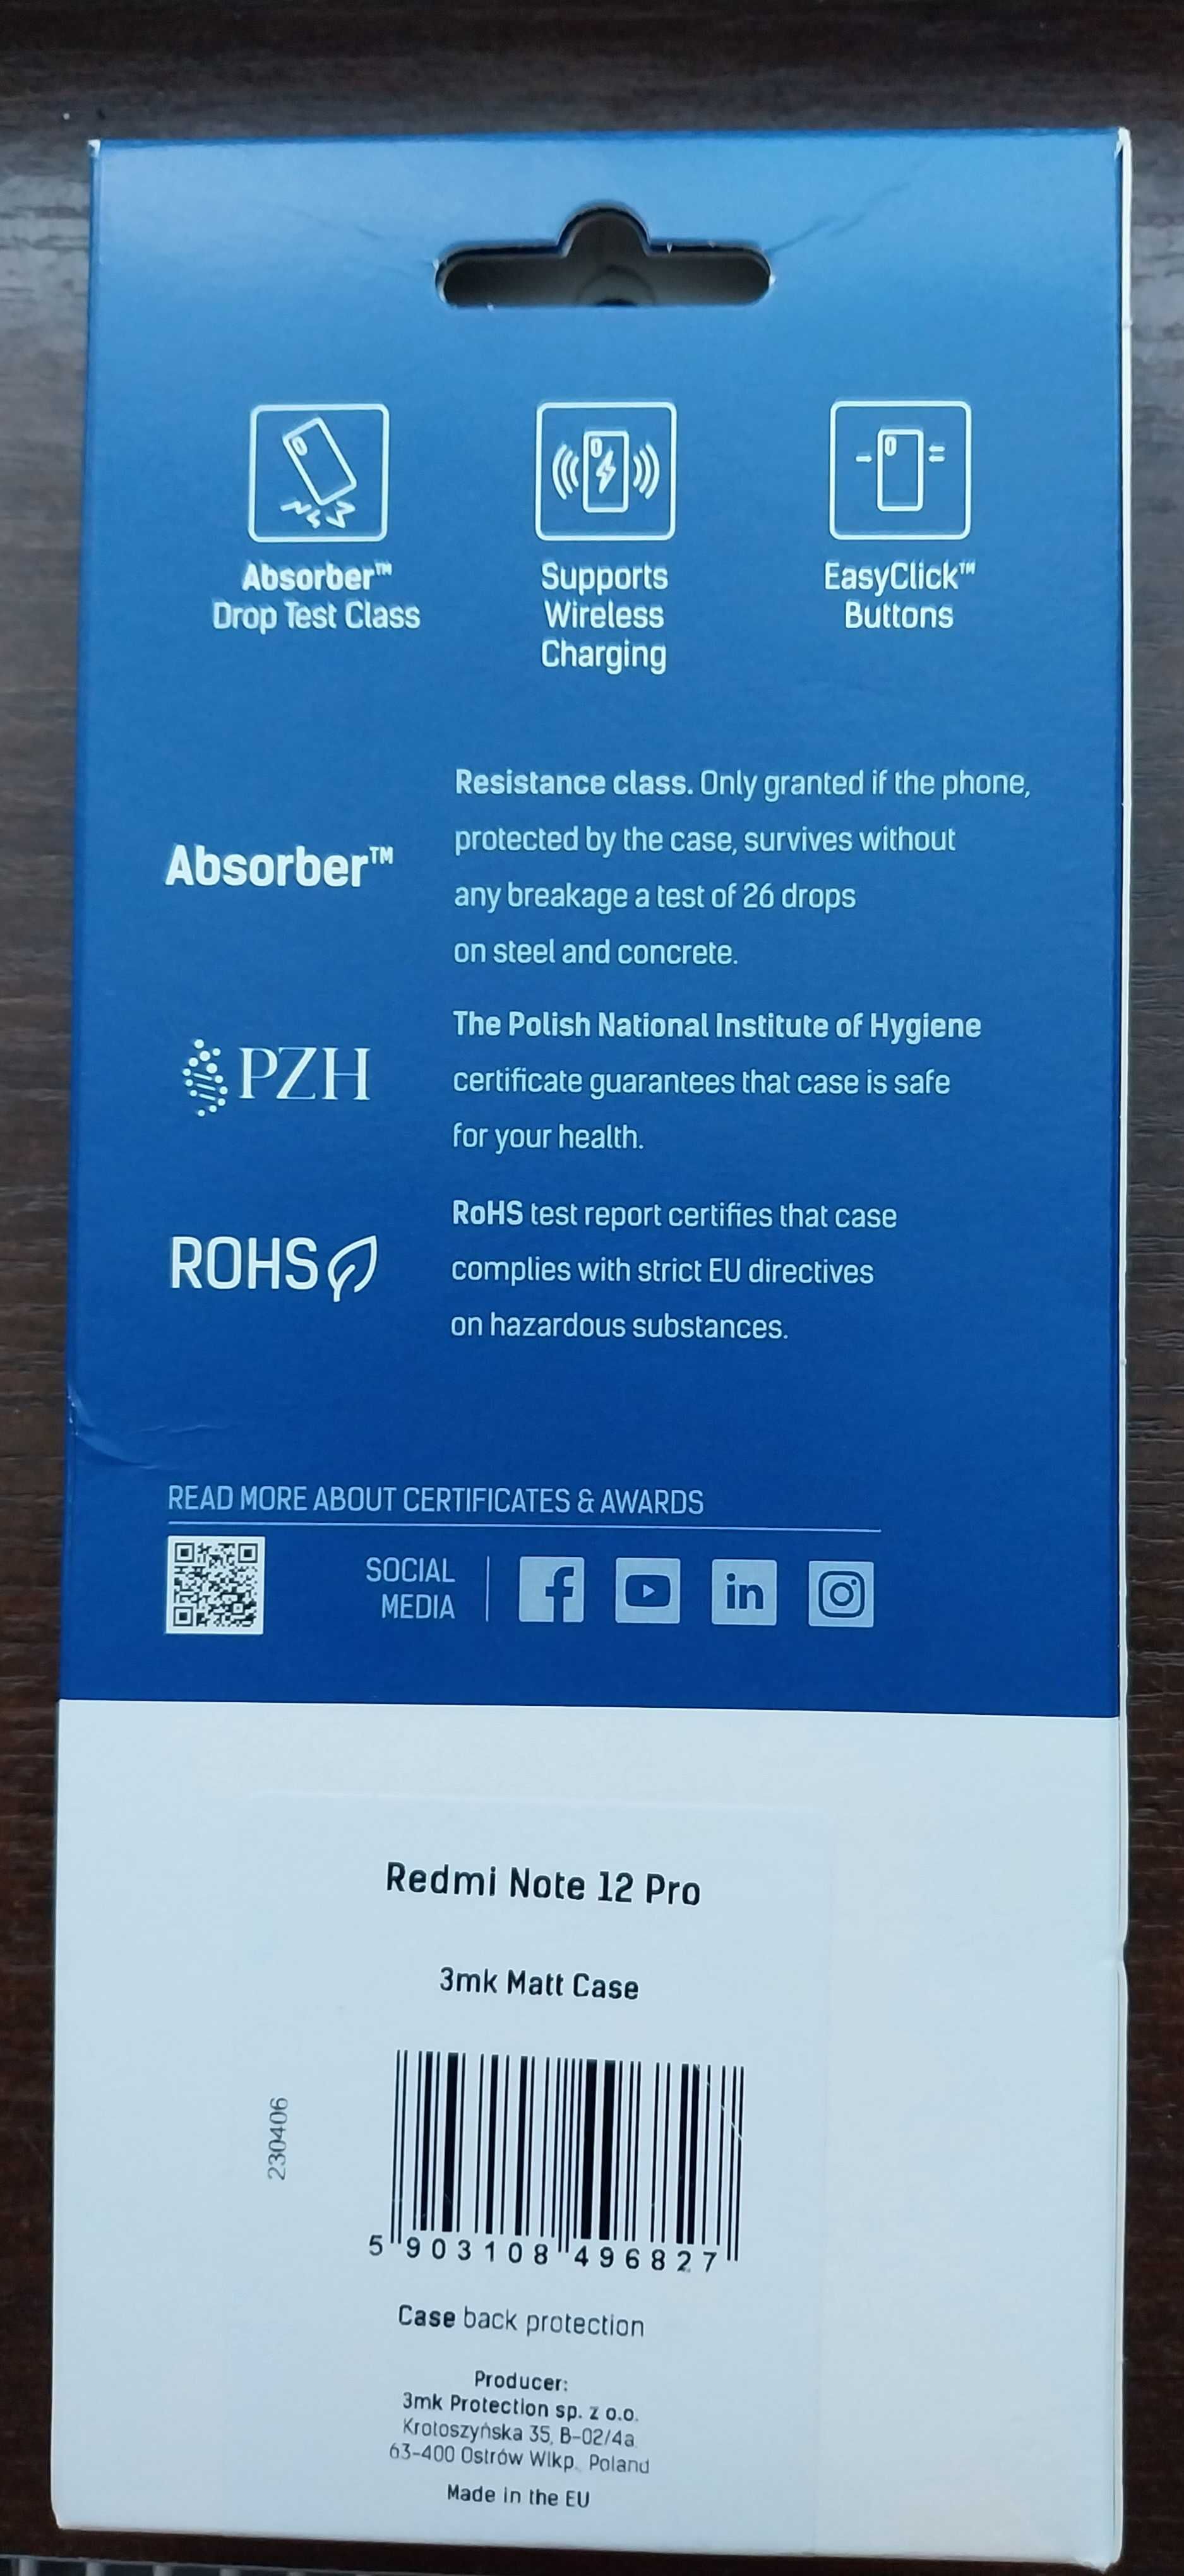 Absorber™
Drop Test Class
Supports
Wireless
Charging
EasyClick™
Buttons
Absorber™
Resistance class. Only granted if the phone,
protected by the case, survives without
any breakage a test of 26 drops
on steel and concrete.
PZH
The Polish National Institute of Hygiene
certificate guarantees that case is safe
for your health.
ROHS
RoHS test report certifies that case
complies with strict EU directives
on hazardous substances.
READ MORE ABOUT CERTIFICATES & AWARDS
SOCIAL
MEDIA
Redmi Note 12 Pro
3mk Matt Case
230406
5 903108 496827
Case back protection
Producer:
3mk Protection sp. z o.o.
Krotoszyńska 35, B-02/4a
63-400 Ostrów Wlkp. Poland
Made in the EU